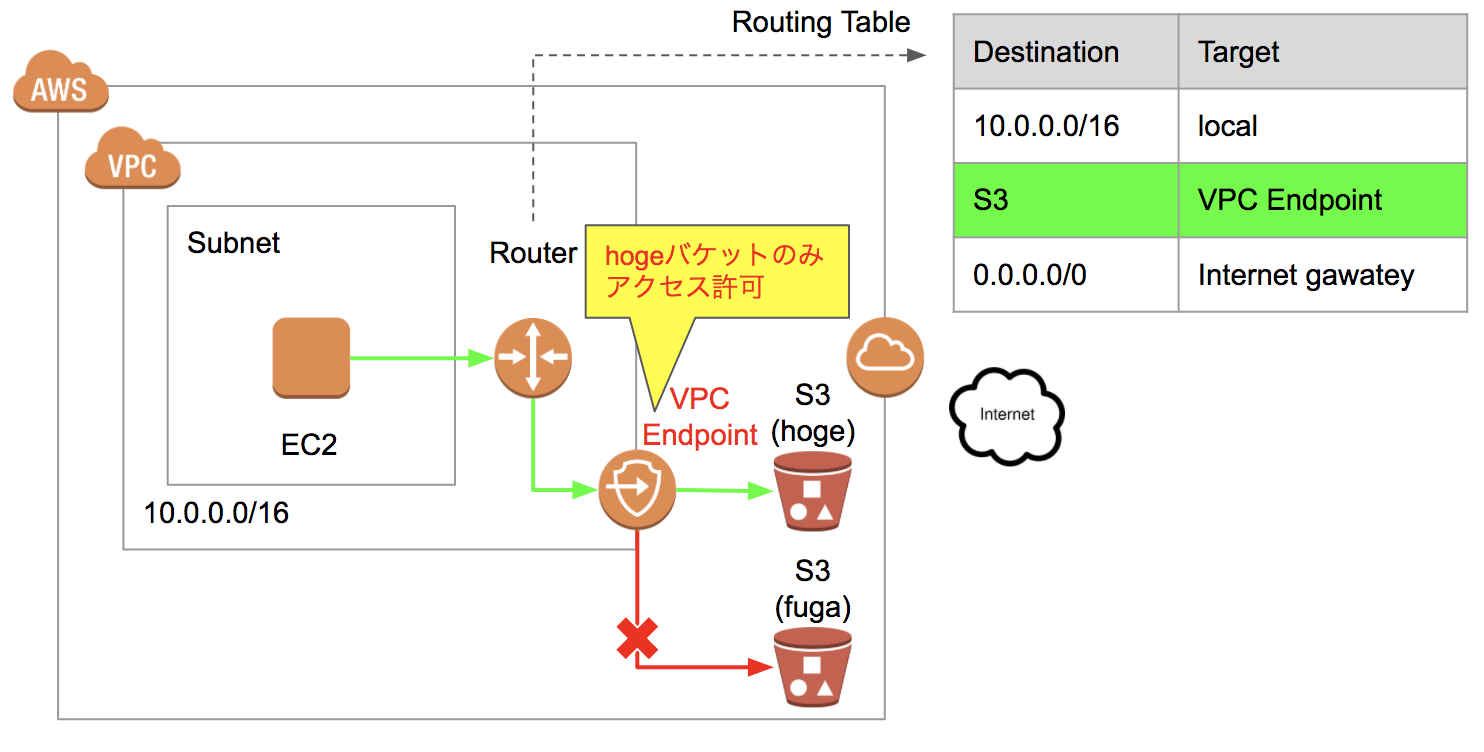 Routing Table
Destination Target
10.0.0.0/16 local
S3 VPC Endpoint
0.0.0.0/0 Internet gawatey
AWS
VPC
Subnet
Router
hogeバケットのみ
アクセス許可
EC2
10.0.0.0/16
VPC
Endpoint
S3
(hoge)
Internet
S3
(fuga)